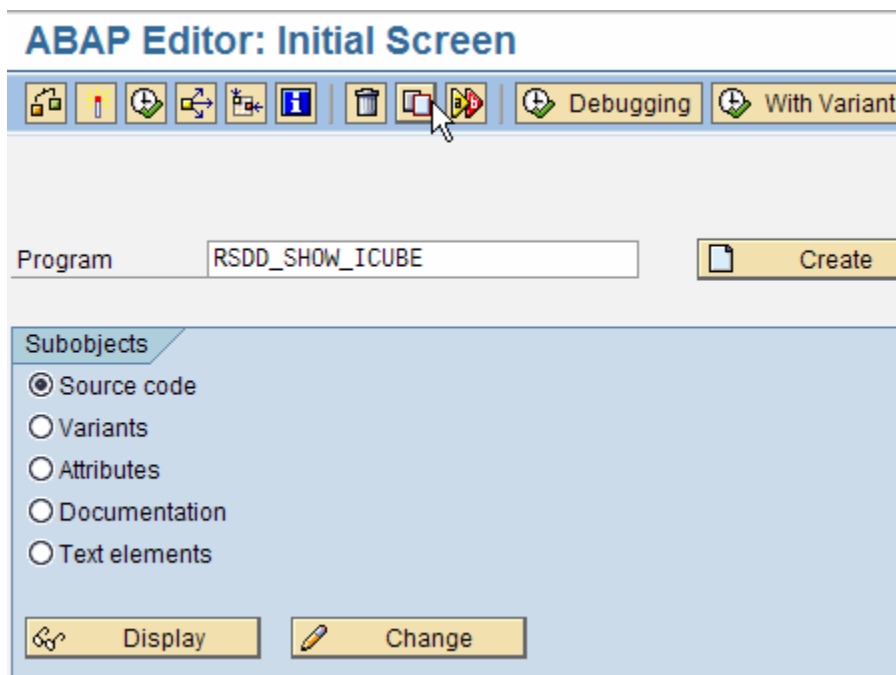 ABAP Editor: Initial Screen
Debugging With Variant
Program RSDD_SHOW_ICUBE Create
Subobjects
Source code
Variants
Attributes
Documentation
Text elements
Display Change